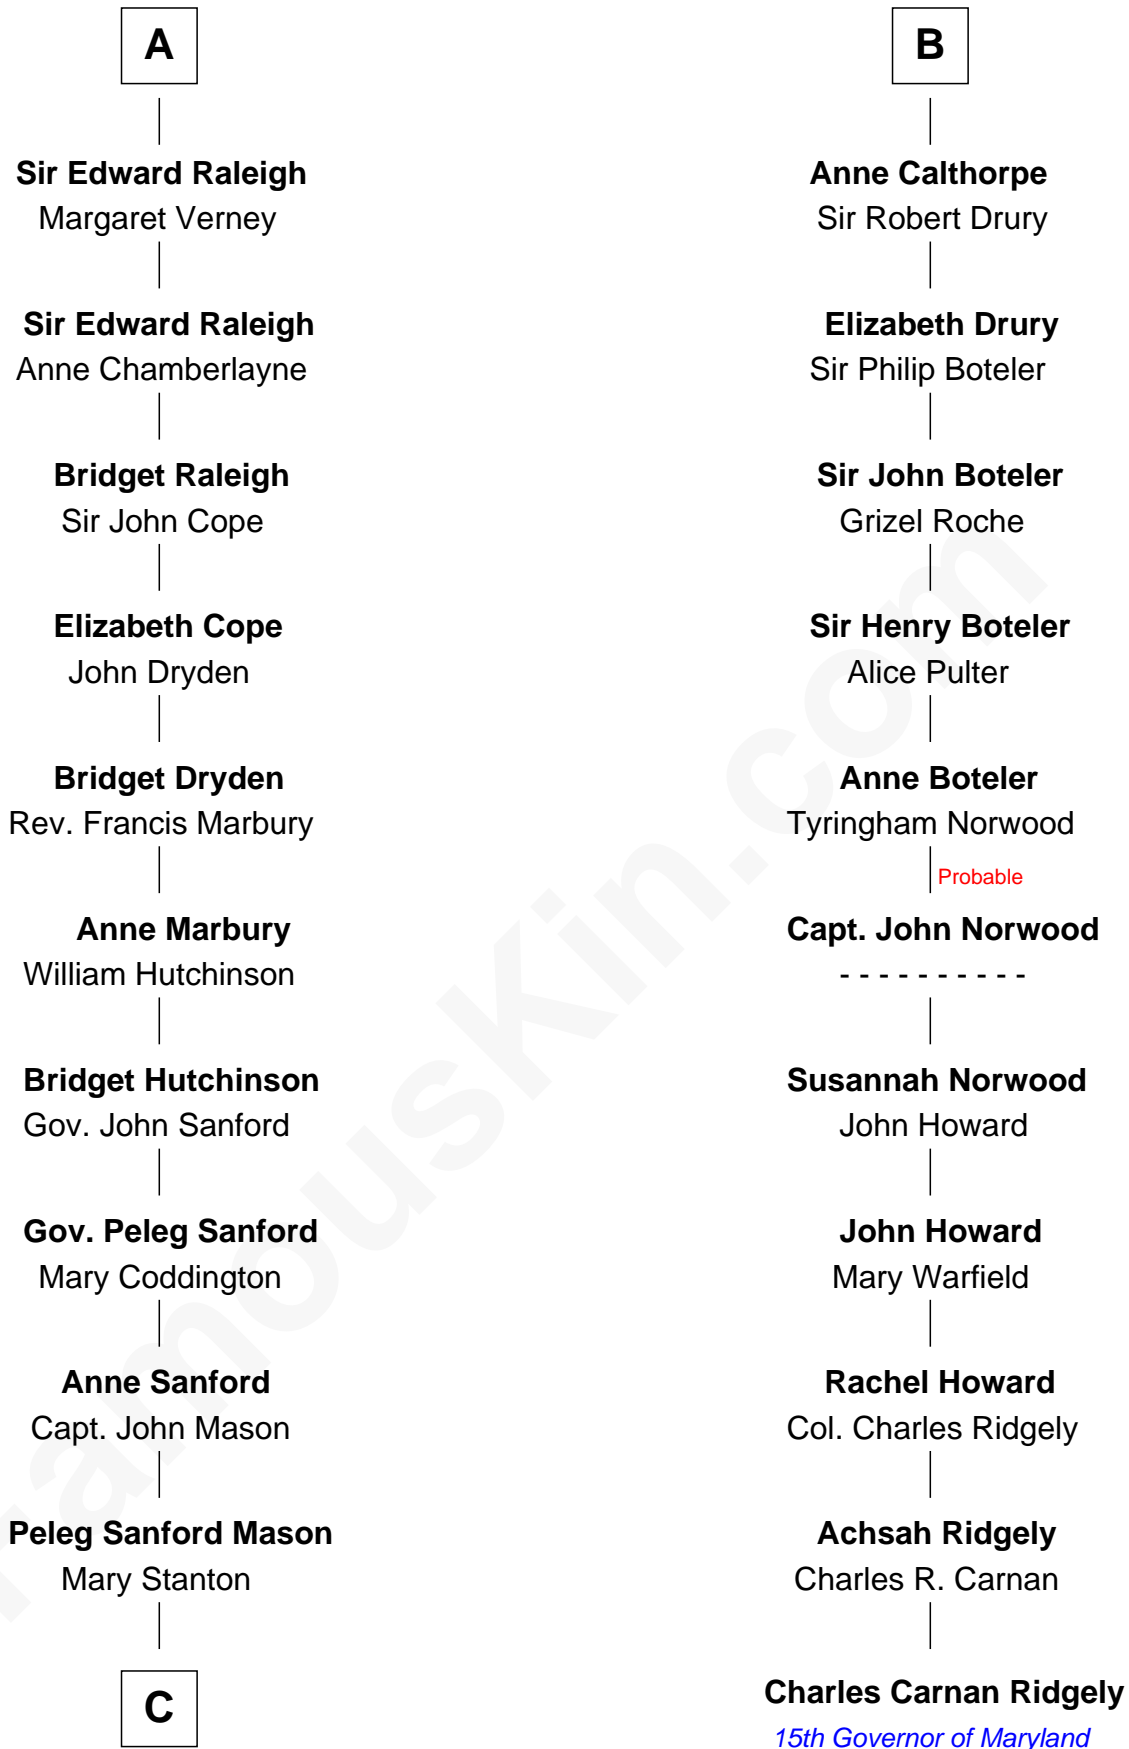 A
Sir Edward Raleigh
Margaret Verney
Sir Edward Raleigh
Anne Chamberlayne
Bridget Raleigh
Sir John Cope
Elizabeth Cope
John Dryden
Bridget Dryden
Rev. Francis Marbury
Anne Marbury
William Hutchinson
Bridget Hutchinson
Gov. John Sanford
Gov. Peleg Sanford
Mary Coddington
Anne Sanford
Capt. John Mason
Peleg Sanford Mason
Mary Stanton
C
B
Anne Calthorpe
Sir Robert Drury
Elizabeth Drury
Sir Philip Boteler
Sir John Boteler
Grizel Roche
Sir Henry Boteler
Alice Pulter
Anne Boteler
Tyringham Norwood
Probable
Capt. John Norwood
- - - - - - - - - -
Susannah Norwood
John Howard
John Howard
Mary Warfield
Rachel Howard
Col. Charles Ridgely
Achsah Ridgely
Charles R. Carnan
Charles Carnan Ridgely
15th Governor of Maryland
FamousKin.com